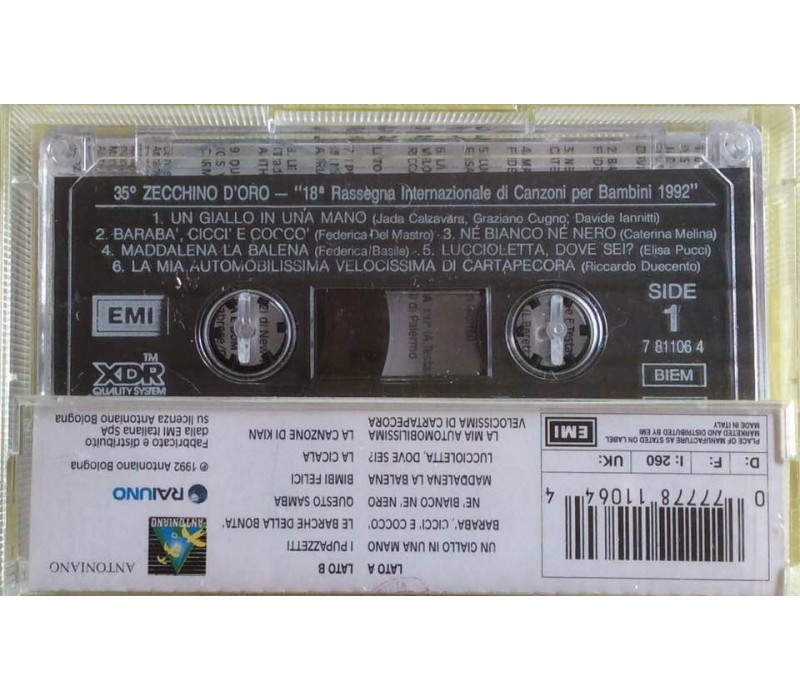 35º ZECCHINO D'ORO – "18ª Rassegna Internazionale di Canzoni per Bambini 1992"
1. UN GIALLO IN UNA MANO (Jada Calzavara, Graziano Cugno, Davide Iannitti)
2. BARABA', CICCI' E COCCO' (Federica Del Mastro) · 3. NÉ BIANCO NÉ NERO (Caterina Melina)
4. MADDALENA LA BALENA (Federica Basile) · 5. LUCCIOLETTA, DOVE SEI? (Elisa Pucci)
6. LA MIA AUTOMOBILISSIMA VELOCISSIMA DI CARTAPECORA (Riccardo Duecento)
EMI
SIDE
1
7 81106 4
XDR™
QUALITY SYSTEM
BIEM
di Palermo
ANTONIANO
ANTONIANO
RAIUNO
℗ 1992 Antoniano Bologna
Fabbricato e distribuito
dalla EMI Italiana SpA
su licenza Antoniano Bologna
LATO B
I PUPAZZETTI
LE BARCHE DELLA BONTA'
QUESTO SAMBA
BIMBI FELICI
LA CICALA
LA CANZONE DI KIAN
LATO A
UN GIALLO IN UNA MANO
BARABA', CICCI' E COCCO'
NE' BIANCO NE' NERO
MADDALENA LA BALENA
LUCCIOLETTA, DOVE SEI?
LA MIA AUTOMOBILISSIMA
VELOCISSIMA DI CARTAPECORA
0 77778 11064 4
D: F: I: 260 UK:
PLACE OF MANUFACTURE AS STATED ON LABEL
MARKETED AND DISTRIBUTED BY EMI
MADE IN ITALY
EMI